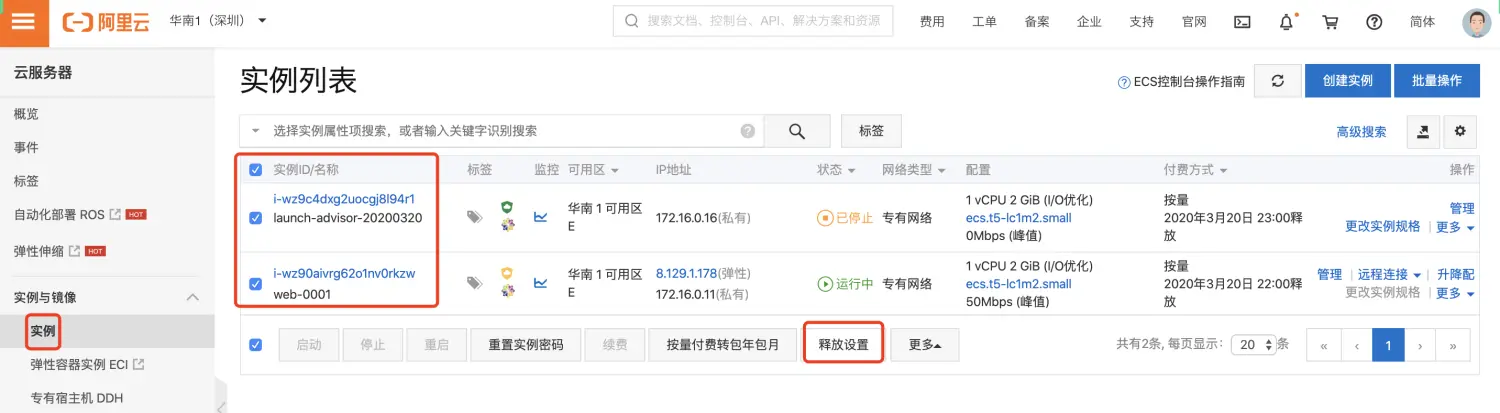 阿里云
华南1（深圳）
搜索文档、控制台、API、解决方案和资源
费用
工单
备案
企业
支持
官网
简体
云服务器
概览
事件
标签
自动化部署 ROS HOT
弹性伸缩 HOT
实例与镜像
实例
弹性容器实例 ECI
专有宿主机 DDH
实例列表
ECS控制台操作指南
创建实例
批量操作
选择实例属性项搜索，或者输入关键字识别搜索
标签
高级搜索
实例ID/名称 标签 监控 可用区 IP地址 状态 网络类型 配置 付费方式 操作
i-wz9c4dxg2uocgj8l94r1
launch-advisor-20200320
华南 1 可用区
E
172.16.0.16(私有)
已停止
专有网络
1 vCPU 2 GiB (I/O优化)
ecs.t5-lc1m2.small
0Mbps (峰值)
按量
2020年3月20日 23:00释
放
管理
更改实例规格 | 更多
i-wz90aivrg62o1nv0rkzw
web-0001
华南 1 可用区
E
8.129.1.178(弹性)
172.16.0.11(私有)
运行中
专有网络
1 vCPU 2 GiB (I/O优化)
ecs.t5-lc1m2.small
50Mbps (峰值)
按量
2020年3月20日 22:00释
放
管理 | 远程连接 | 升降配
更改实例规格 | 更多
启动
停止
重启
重置实例密码
续费
按量付费转包年包月
释放设置
更多
共有2条, 每页显示: 20 条
« ‹ 1 › »